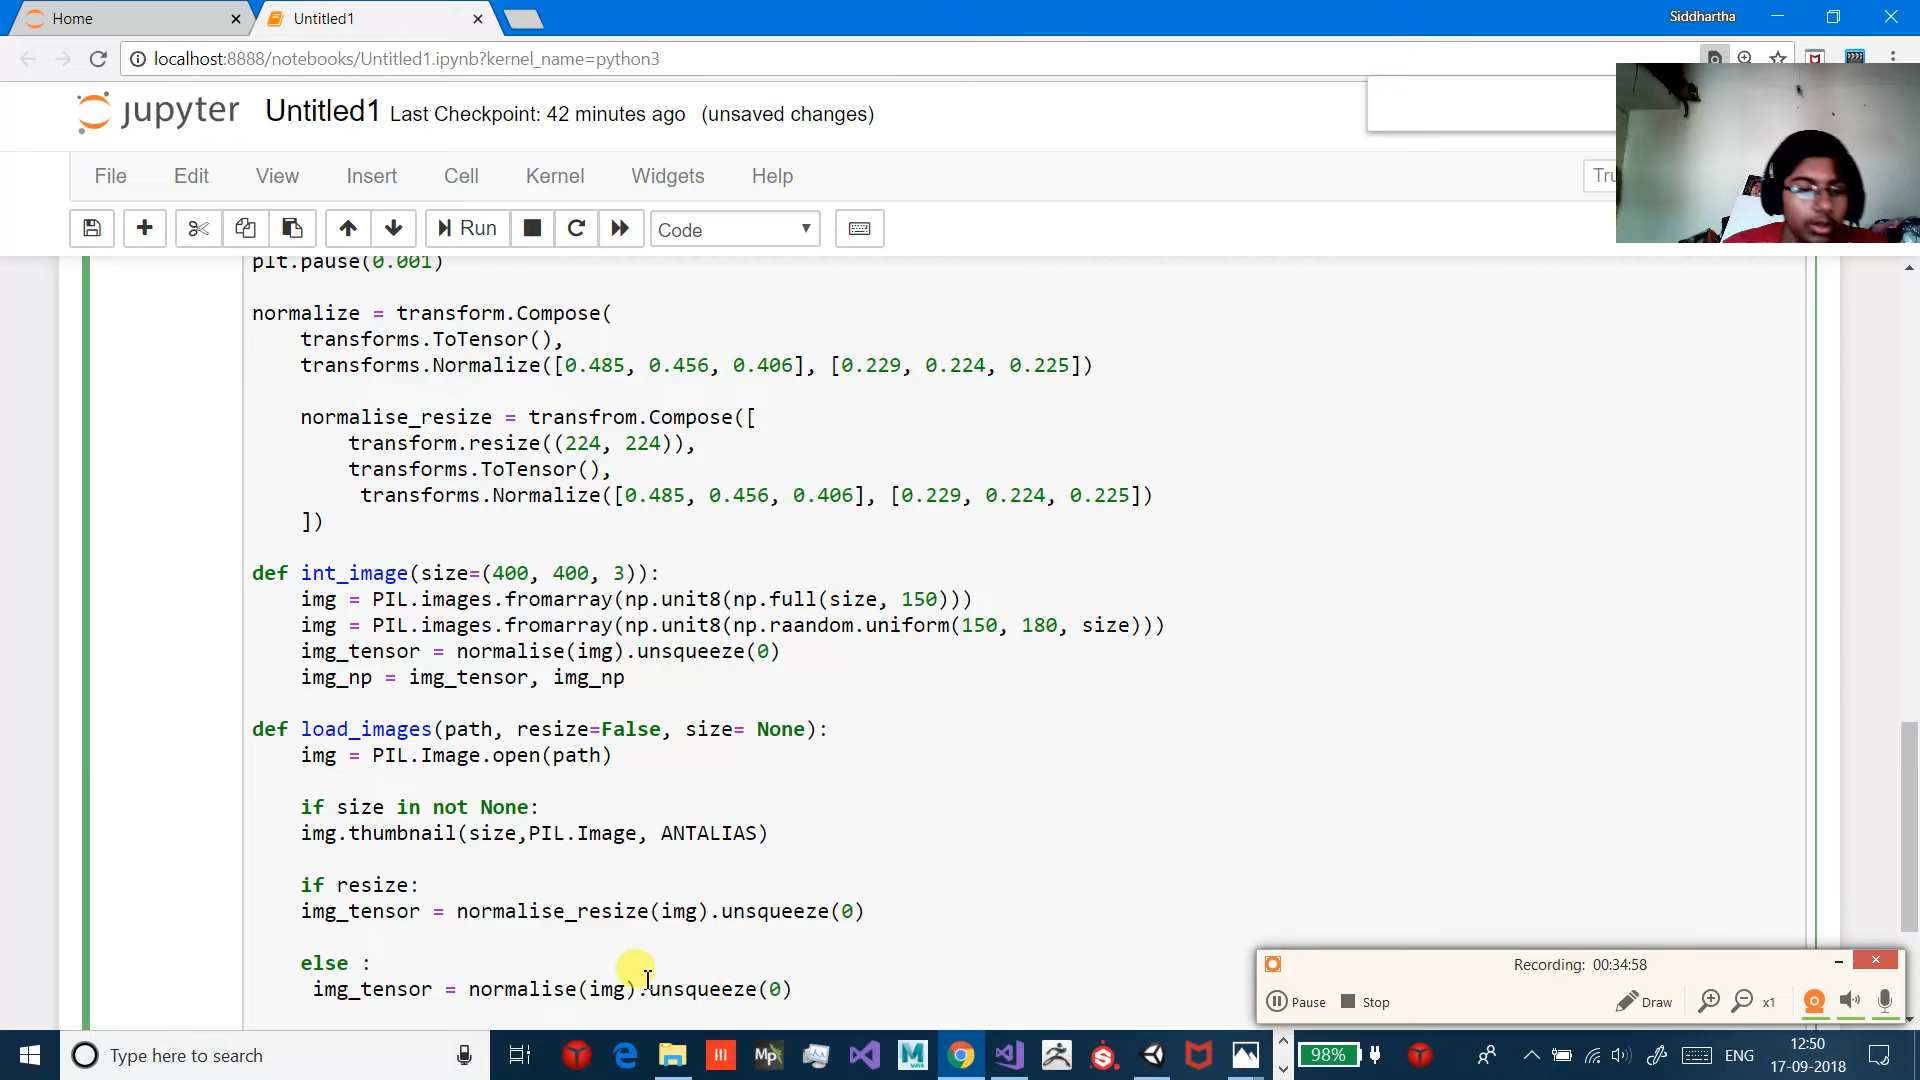 Home
Untitled1
Siddhartha
localhost:8888/notebooks/Untitled1.ipynb?kernel_name=python3
jupyter Untitled1 Last Checkpoint: 42 minutes ago (unsaved changes)
File Edit View Insert Cell Kernel Widgets Help
Run
Code
plt.pause(0.001)
normalize = transform.Compose(
transforms.ToTensor(),
transforms.Normalize([0.485, 0.456, 0.406], [0.229, 0.224, 0.225])
normalise_resize = transfrom.Compose([
transform.resize((224, 224)),
transforms.ToTensor(),
transforms.Normalize([0.485, 0.456, 0.406], [0.229, 0.224, 0.225])
])
def int_image(size=(400, 400, 3)):
img = PIL.images.fromarray(np.unit8(np.full(size, 150)))
img = PIL.images.fromarray(np.unit8(np.raandom.uniform(150, 180, size)))
img_tensor = normalise(img).unsqueeze(0)
img_np = img_tensor, img_np
def load_images(path, resize=False, size= None):
img = PIL.Image.open(path)
if size in not None:
img.thumbnail(size,PIL.Image, ANTALIAS)
if resize:
img_tensor = normalise_resize(img).unsqueeze(0)
else :
img_tensor = normalise(img).unsqueeze(0)
Recording: 00:34:58
Pause Stop Draw x1
Type here to search
98%
ENG
12:50
17-09-2018